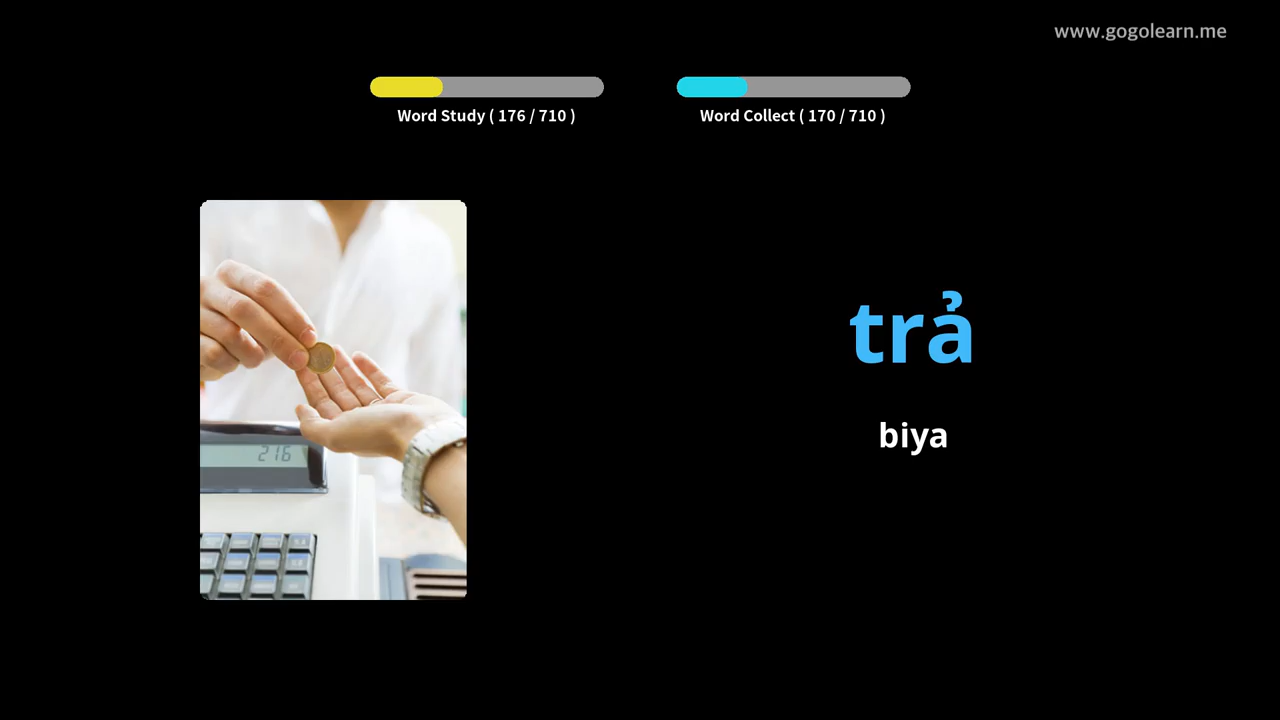 www.gogolearn.me
Word Study ( 176 / 710 )
Word Collect ( 170 / 710 )
trả
biya
216